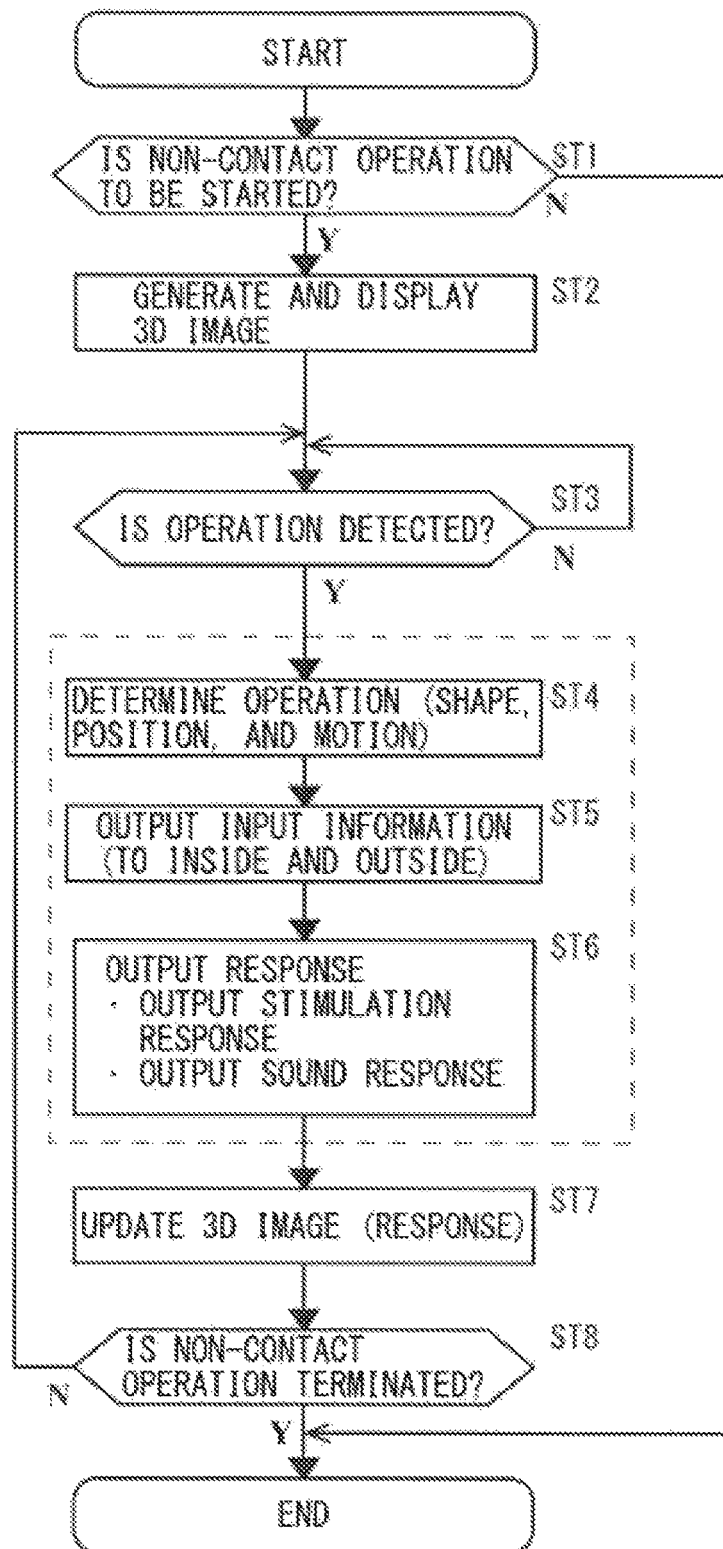 START
IS NON-CONTACT OPERATION ST1
TO BE STARTED?
N
Y
GENERATE AND DISPLAY ST2
3D IMAGE
ST3
IS OPERATION DETECTED?
N
Y
DETERMINE OPERATION (SHAPE, ST4
POSITION, AND MOTION)
OUTPUT INPUT INFORMATION ST5
(TO INSIDE AND OUTSIDE)
OUTPUT RESPONSE ST6
· OUTPUT STIMULATION
RESPONSE
· OUTPUT SOUND RESPONSE
ST7
UPDATE 3D IMAGE (RESPONSE)
IS NON-CONTACT ST8
OPERATION TERMINATED?
N
Y
END